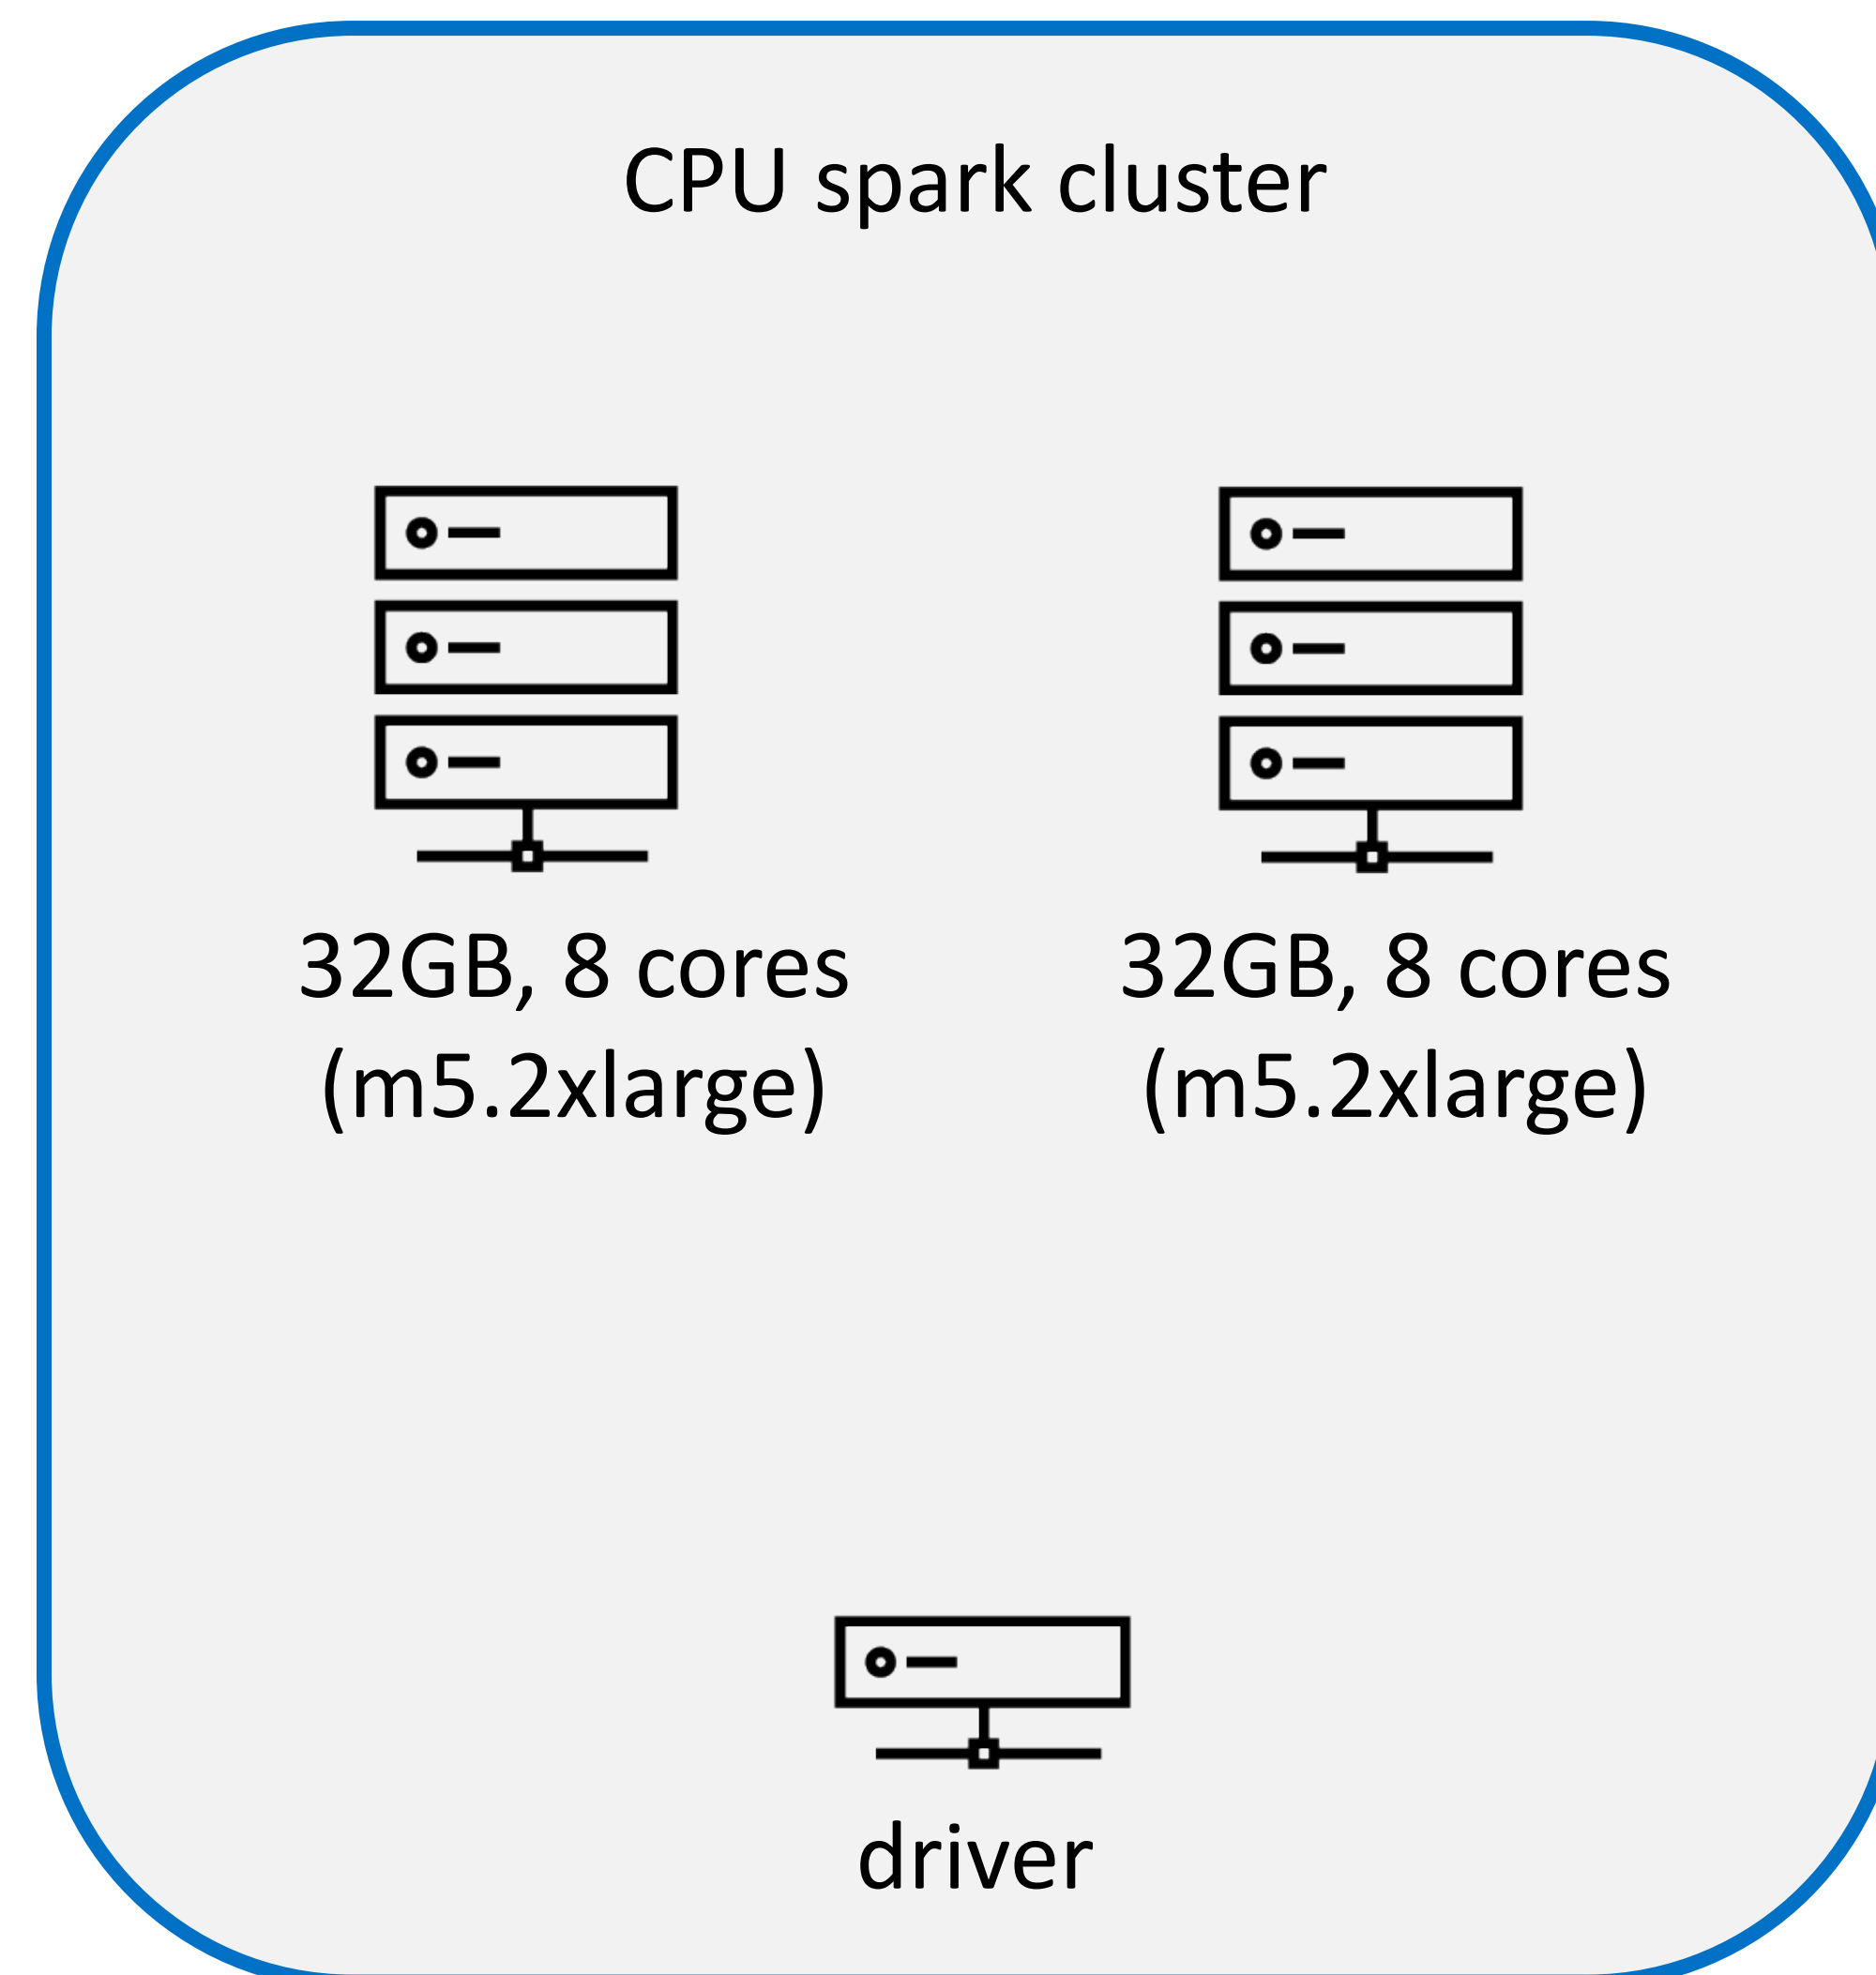 CPU spark cluster
32GB, 8 cores
(m5.2xlarge)
32GB, 8 cores
(m5.2xlarge)
driver